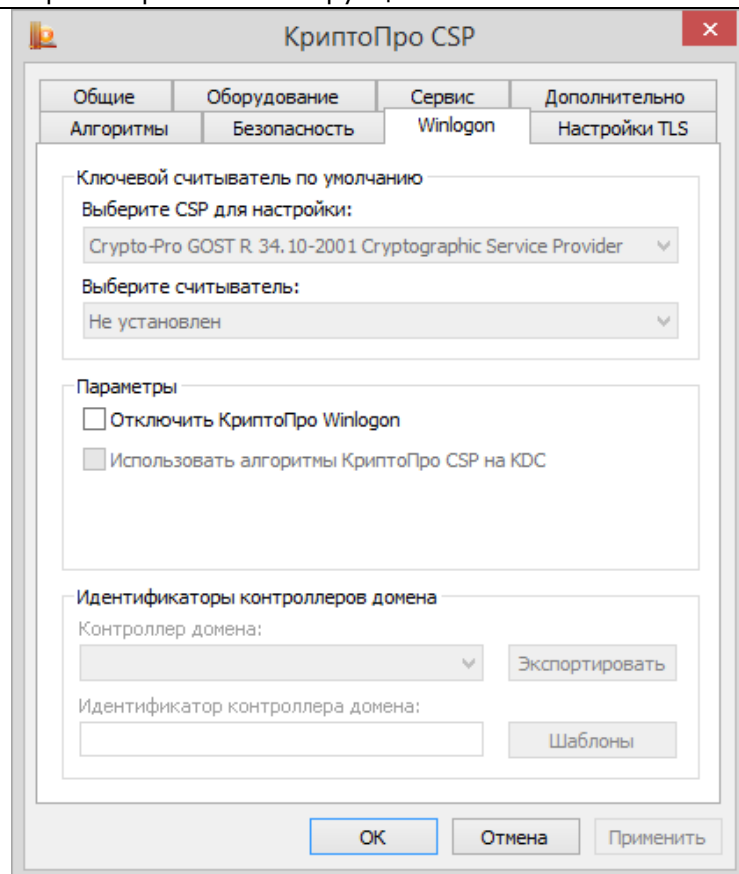 КриптоПро CSP
Общие Оборудование Сервис Дополнительно
Алгоритмы Безопасность Winlogon Настройки TLS
Ключевой считыватель по умолчанию
Выберите CSP для настройки:
Crypto-Pro GOST R 34.10-2001 Cryptographic Service Provider
Выберите считыватель:
Не установлен
Параметры
Отключить КриптоПро Winlogon
Использовать алгоритмы КриптоПро CSP на KDC
Идентификаторы контроллеров домена
Контроллер домена:
Экспортировать
Идентификатор контроллера домена:
Шаблоны
ОК Отмена Применить